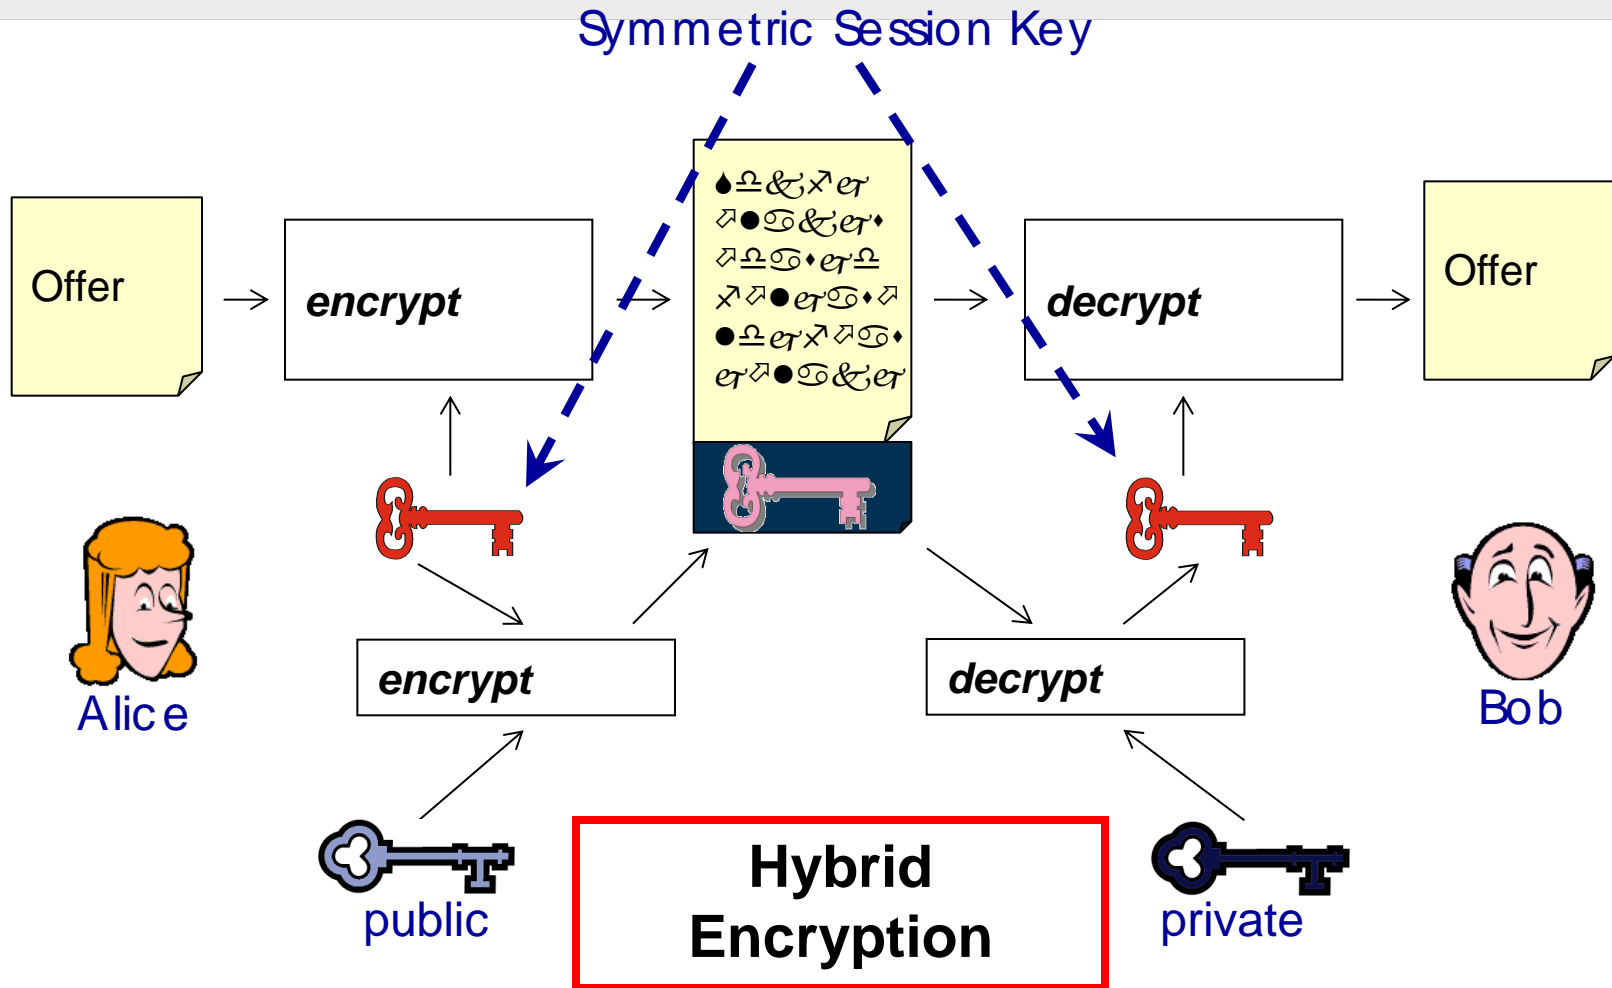 Symmetric Session Key
Offer
encrypt
decrypt
Offer
encrypt
decrypt
Alice
Bob
public
private
Hybrid
Encryption